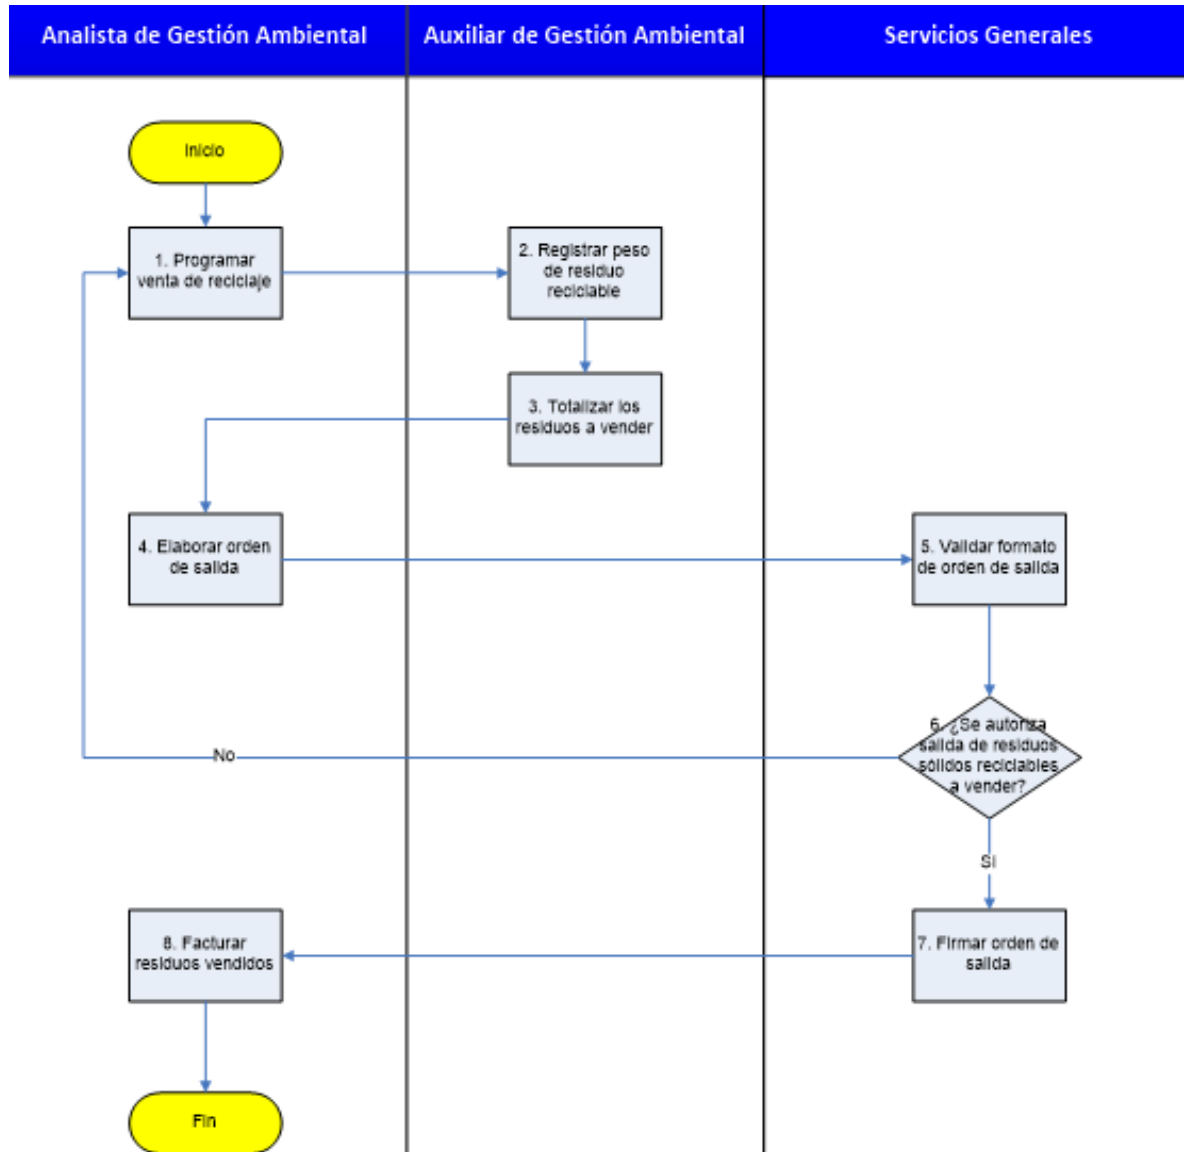 Analista de Gestión Ambiental
Auxiliar de Gestión Ambiental
Servicios Generales
Inicio
1. Programar
venta de reciclaje
2. Registrar peso
de residuo
reciclable
3. Totalizar los
residuos a vender
4. Elaborar orden
de salida
5. Validar formato
de orden de salida
6. ¿Se autoriza
salida de residuos
sólidos reciclables
a vender?
No
Si
7. Firmar orden de
salida
8. Facturar
residuos vendidos
Fin